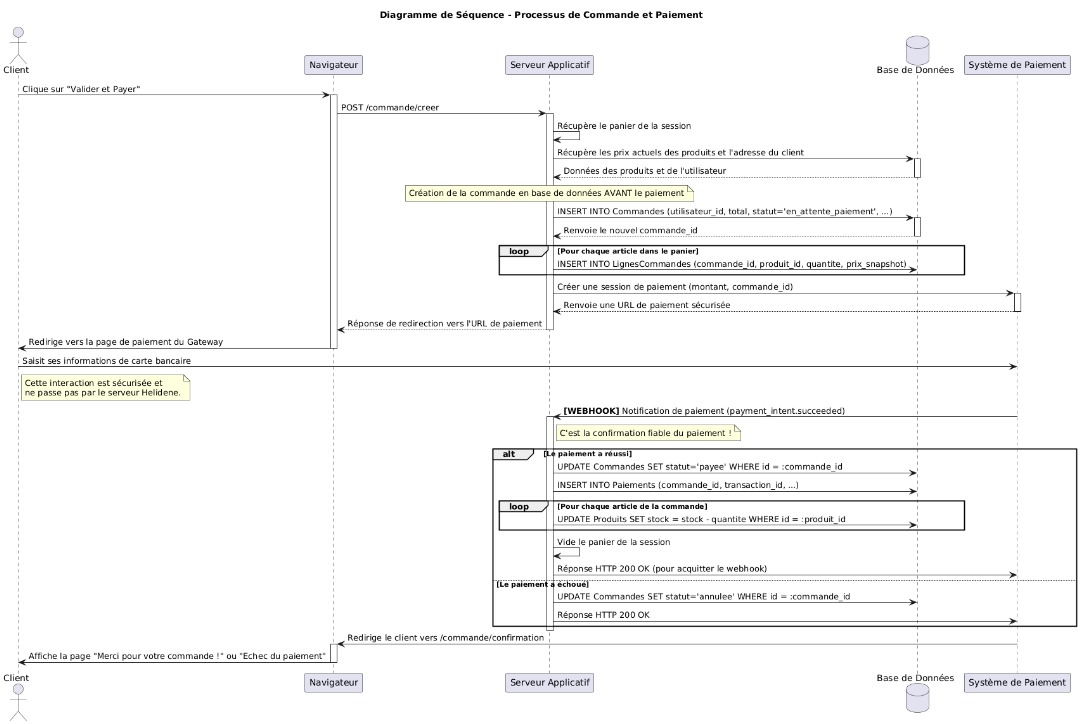 Diagramme de Séquence - Processus de Commande et Paiement
Client
Navigateur
Serveur Applicatif
Base de Données
Système de Paiement
Clique sur "Valider et Payer"
POST /commande/creer
Récupère le panier de la session
Récupère les prix actuels des produits et l'adresse du client
Données des produits et de l'utilisateur
Création de la commande en base de données AVANT le paiement
INSERT INTO Commandes (utilisateur_id, total, statut='en_attente_paiement', ...)
Renvoie le nouvel commande_id
loop [Pour chaque article dans le panier]
INSERT INTO LignesCommandes (commande_id, produit_id, quantite, prix_snapshot)
Créer une session de paiement (montant, commande_id)
Renvoie une URL de paiement sécurisée
Réponse de redirection vers l'URL de paiement
Redirige vers la page de paiement du Gateway
Saisit ses informations de carte bancaire
Cette interaction est sécurisée et
ne passe pas par le serveur Helidene.
[WEBHOOK] Notification de paiement (payment_intent.succeeded)
C'est la confirmation fiable du paiement !
alt [Le paiement a réussi]
UPDATE Commandes SET statut='payee' WHERE id = :commande_id
INSERT INTO Paiements (commande_id, transaction_id, ...)
loop [Pour chaque article de la commande]
UPDATE Produits SET stock = stock - quantite WHERE id = :produit_id
Vide le panier de la session
Réponse HTTP 200 OK (pour acquitter le webhook)
[Le paiement a échoué]
UPDATE Commandes SET statut='annulee' WHERE id = :commande_id
Réponse HTTP 200 OK
Redirige le client vers /commande/confirmation
Affiche la page "Merci pour votre commande !" ou "Echec du paiement"
Client
Navigateur
Serveur Applicatif
Base de Données
Système de Paiement